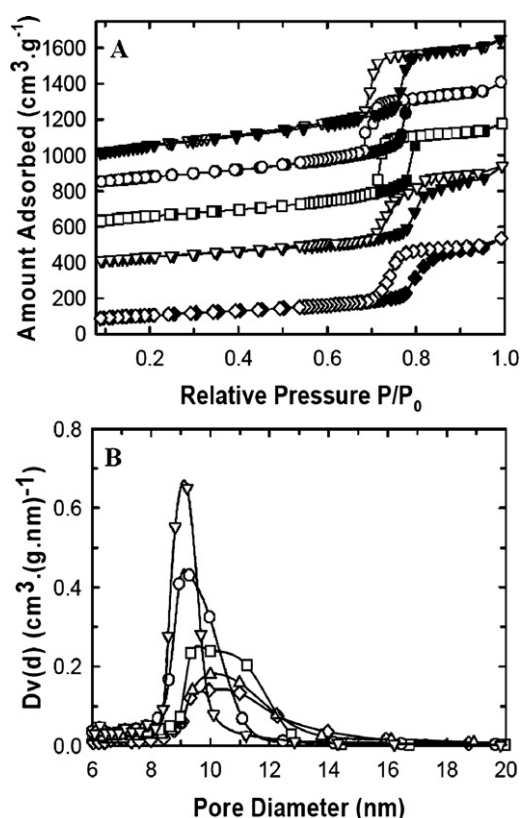 A
Amount Adsorbed (cm³.g⁻¹)
1600
1400
1200
1000
800
600
400
200
0
0.2 0.4 0.6 0.8 1.0
Relative Pressure P/P₀
B
Dv(d) (cm³.(g.nm)⁻¹)
0.8
0.6
0.4
0.2
0.0
6 8 10 12 14 16 18 20
Pore Diameter (nm)